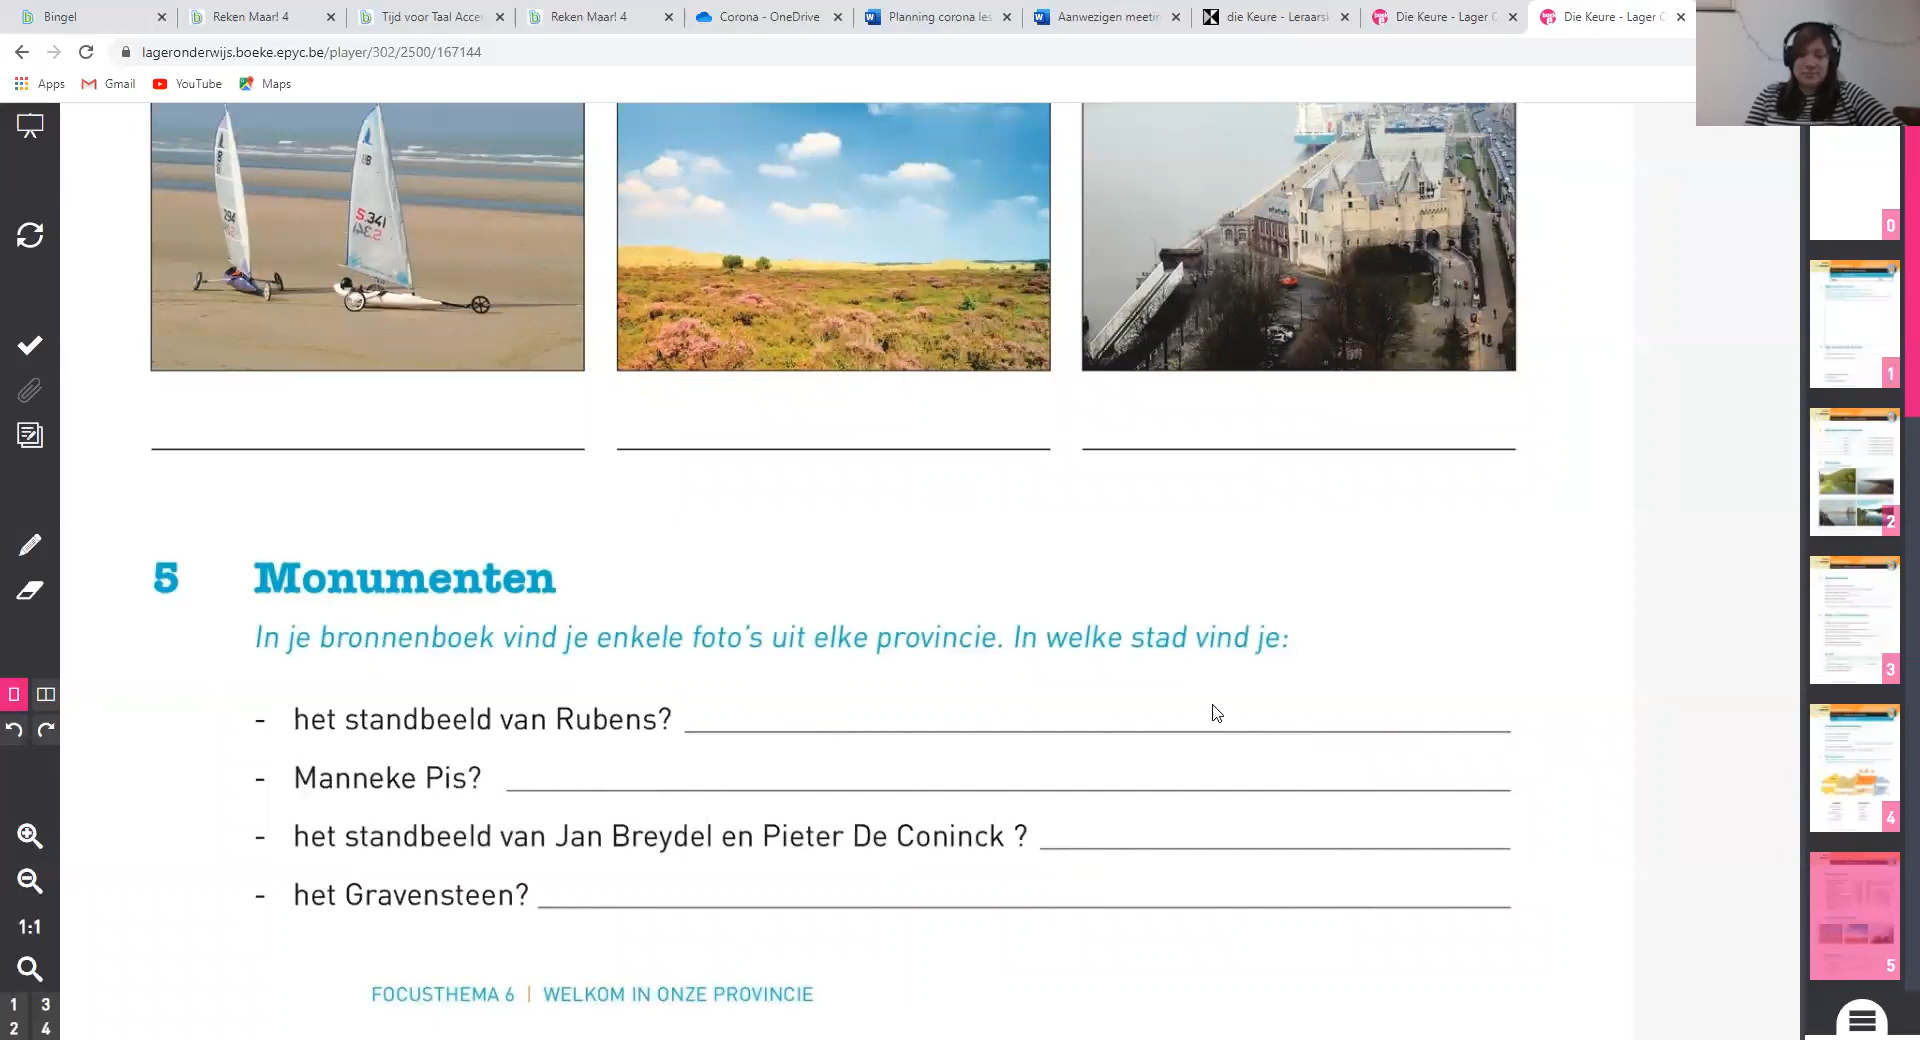 Bingel
Reken Maar! 4
Tijd voor Taal Acce
Reken Maar! 4
Corona - OneDrive
Planning corona les
Aanwezigen meetin
die Keure - Leraars
Die Keure - Lager O
Die Keure - Lager O
lageronderwijs.boeke.epyc.be/player/302/2500/167144
Apps Gmail YouTube Maps
294
8
S.341
5 Monumenten
In je bronnenboek vind je enkele foto's uit elke provincie. In welke stad vind je:
- het standbeeld van Rubens?
- Manneke Pis?
- het standbeeld van Jan Breydel en Pieter De Coninck ?
- het Gravensteen?
FOCUSTHEMA 6 | WELKOM IN ONZE PROVINCIE
1:1
1 3
2 4
0
1
2
3
4
5